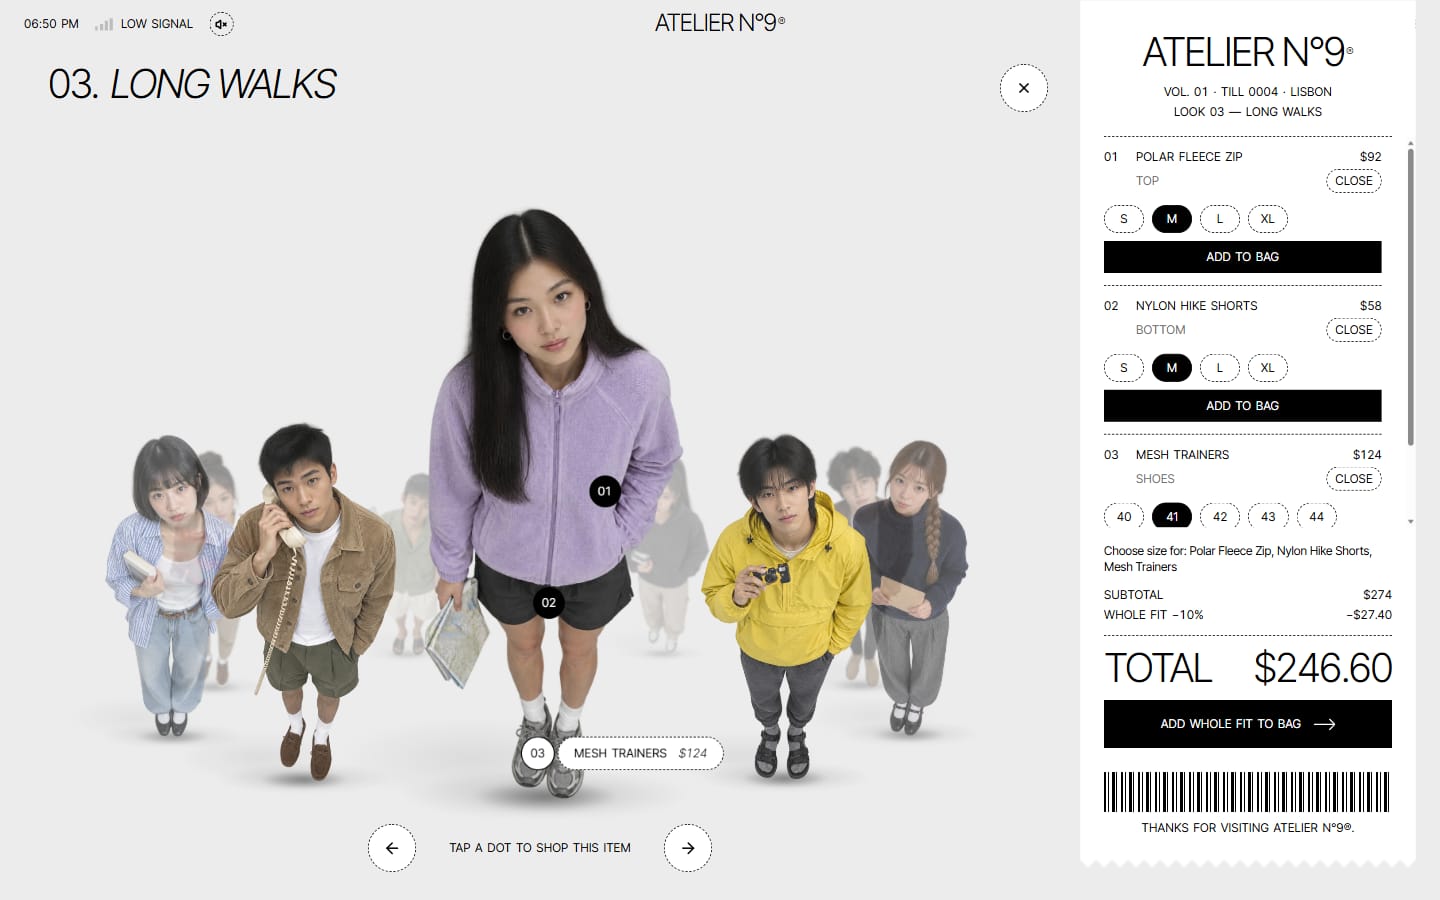 06:50 PM LOW SIGNAL
ATELIER N°9®
03. LONG WALKS
01
02
03 MESH TRAINERS $124
TAP A DOT TO SHOP THIS ITEM
ATELIER N°9®
VOL. 01 · TILL 0004 · LISBON
LOOK 03 — LONG WALKS
01 POLAR FLEECE ZIP $92
TOP CLOSE
S M L XL
ADD TO BAG
02 NYLON HIKE SHORTS $58
BOTTOM CLOSE
S M L XL
ADD TO BAG
03 MESH TRAINERS $124
SHOES CLOSE
40 41 42 43 44
Choose size for: Polar Fleece Zip, Nylon Hike Shorts,
Mesh Trainers
SUBTOTAL $274
WHOLE FIT −10% −$27.40
TOTAL $246.60
ADD WHOLE FIT TO BAG
THANKS FOR VISITING ATELIER N°9®.